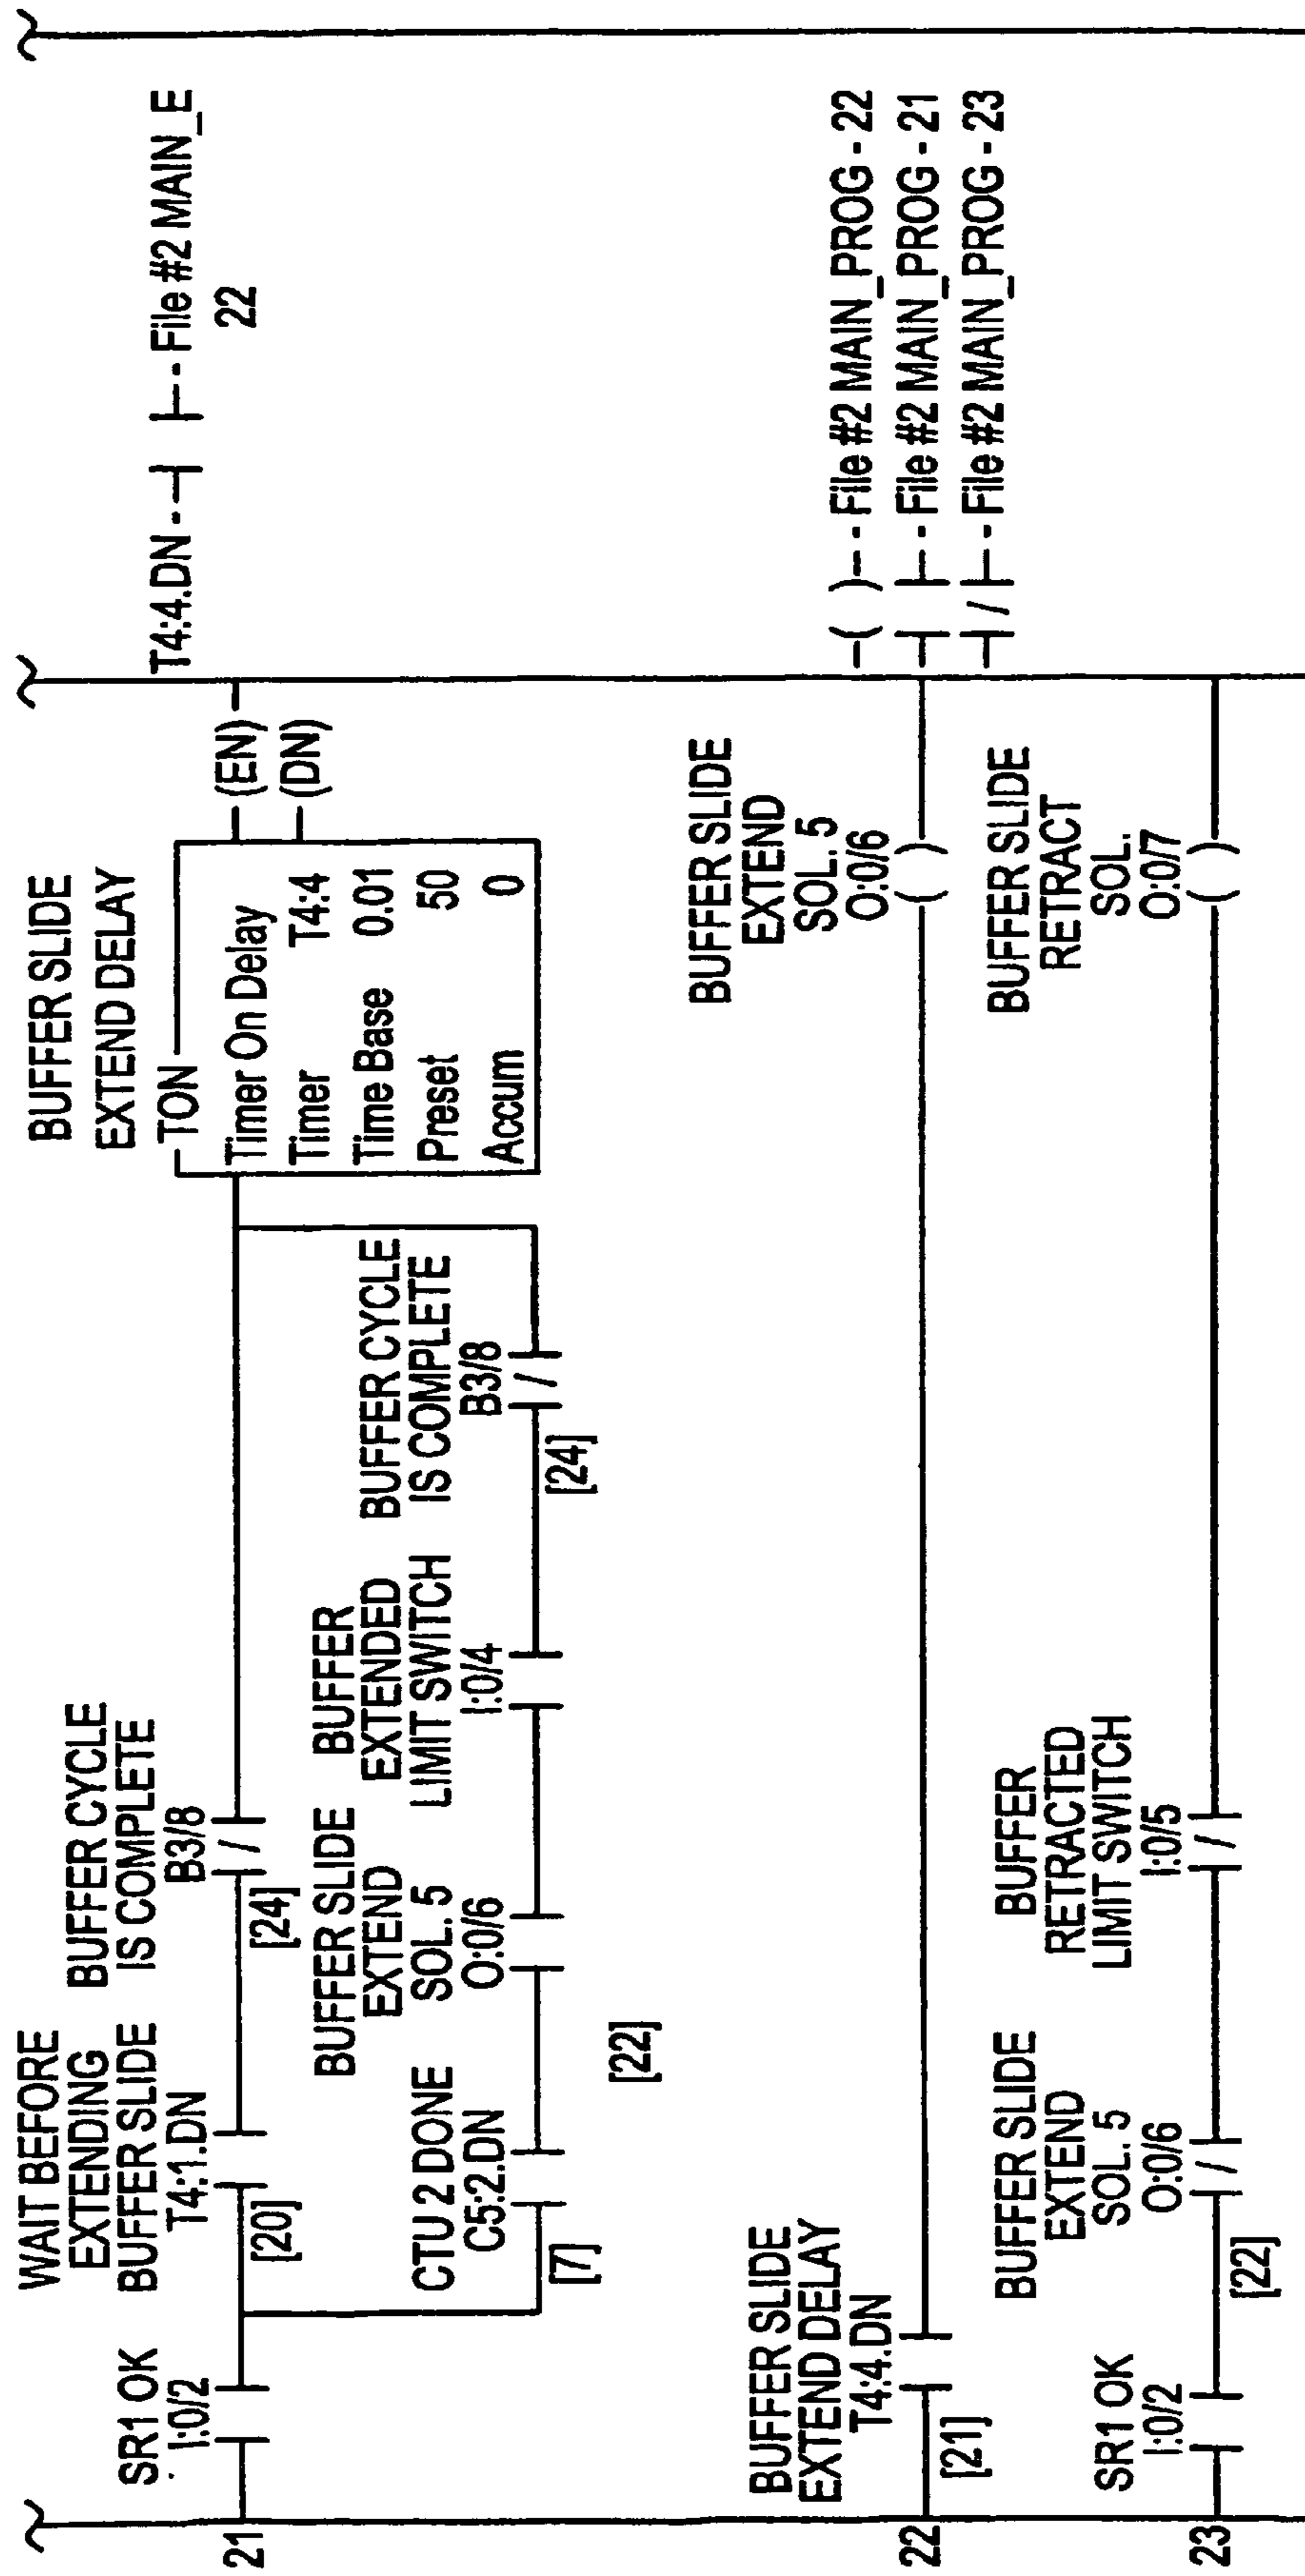 21
SR1 OK
I:0/2
WAIT BEFORE
EXTENDING
BUFFER SLIDE
T4:1.DN
[20]
BUFFER CYCLE
IS COMPLETE
B3/8
[24]
CTU 2 DONE
C5:2.DN
[7]
BUFFER SLIDE
EXTEND
SOL. 5
O:0/6
[22]
BUFFER
EXTENDED
LIMIT SWITCH
I:0/4
BUFFER CYCLE
IS COMPLETE
B3/8
[24]
BUFFER SLIDE
EXTEND DELAY
TON
Timer On Delay
Timer T4:4
Time Base 0.01
Preset 50
Accum 0
(EN)
(DN)
T4:4.DN - ⊣ ⊢ - File #2 MAIN_E
22
22
BUFFER SLIDE
EXTEND DELAY
T4:4.DN
[21]
BUFFER SLIDE
EXTEND
SOL. 5
O:0/6
-( )- - File #2 MAIN_PROG - 22
⊣ ⊢ - File #2 MAIN_PROG - 21
⊣ / ⊢ - File #2 MAIN_PROG - 23
23
SR1 OK
I:0/2
BUFFER SLIDE
EXTEND
SOL. 5
O:0/6
[22]
BUFFER
RETRACTED
LIMIT SWITCH
I:0/5
BUFFER SLIDE
RETRACT
SOL.
O:0/7